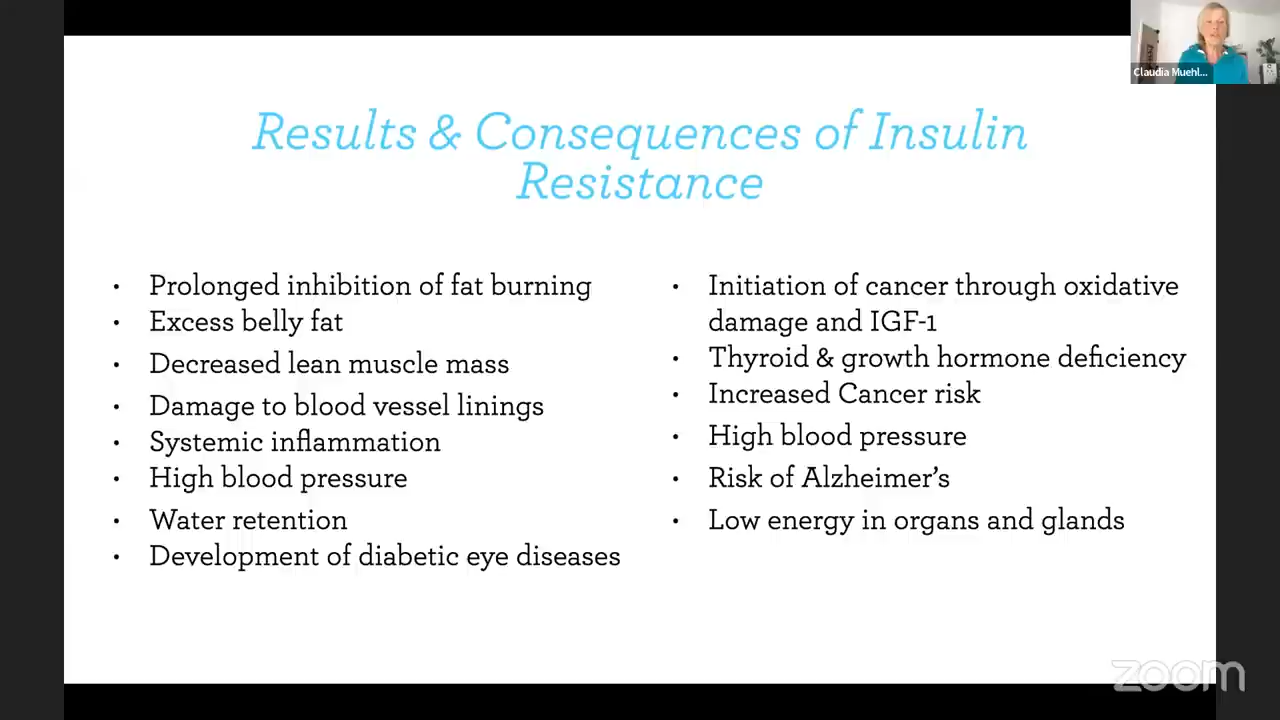 Claudia Muehl...
Results & Consequences of Insulin
Resistance
• Prolonged inhibition of fat burning
• Excess belly fat
• Decreased lean muscle mass
• Damage to blood vessel linings
• Systemic inflammation
• High blood pressure
• Water retention
• Development of diabetic eye diseases
• Initiation of cancer through oxidative
damage and IGF-1
• Thyroid & growth hormone deficiency
• Increased Cancer risk
• High blood pressure
• Risk of Alzheimer's
• Low energy in organs and glands
zoom